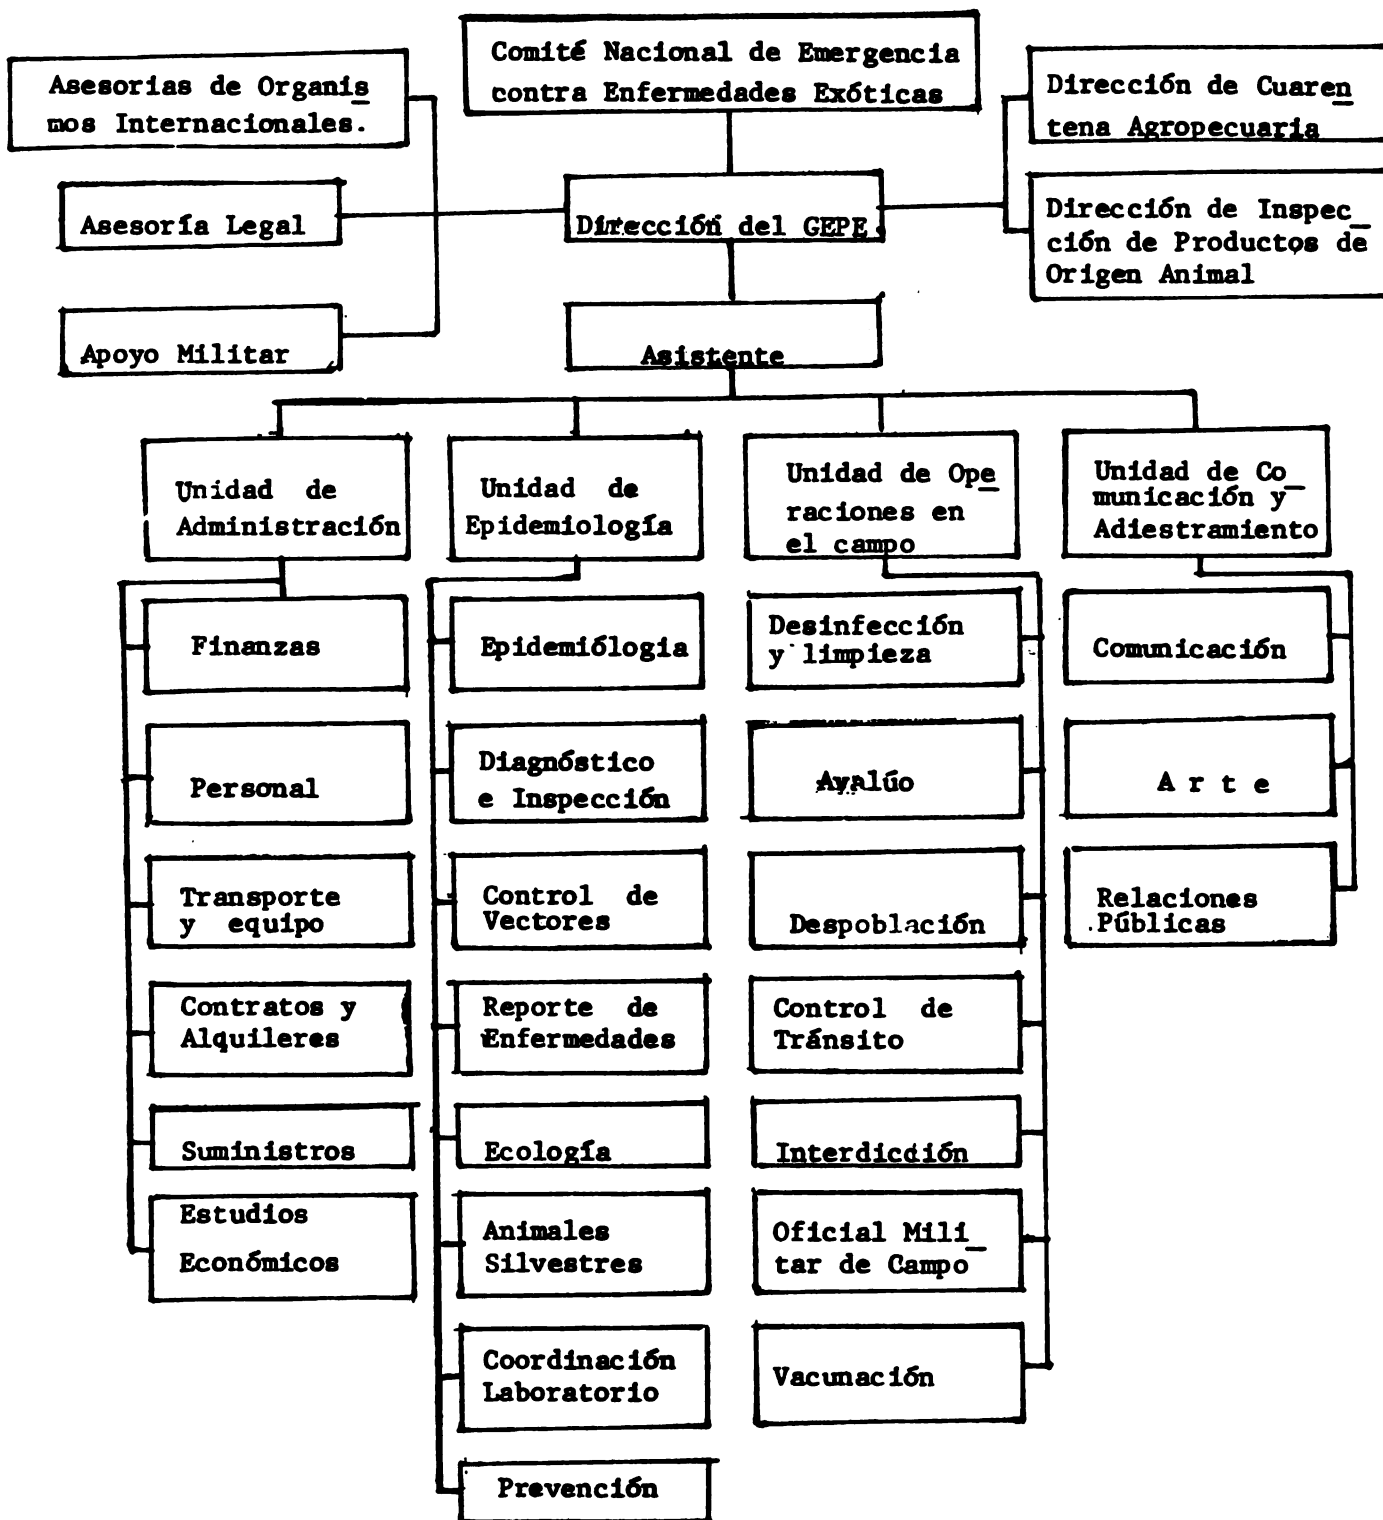 Comité Nacional de Emergencia
contra Enfermedades Exóticas
Asesorias de Organis
mos Internacionales.
Dirección de Cuaren
tena Agropecuaria
Asesoría Legal
Dirección del GEPE
Dirección de Inspec
ción de Productos de
Origen Animal
Apoyo Militar
Asistente
Unidad de
Administración
Unidad de
Epidemiología
Unidad de Ope
raciones en
el campo
Unidad de Co
municación y
Adiestramiento
Finanzas
Personal
Transporte
y equipo
Contratos y
Alquileres
Suministros
Estudios
Económicos
Epidemiólogia
Diagnóstico
e Inspección
Control de
Vectores
Reporte de
Enfermedades
Ecología
Animales
Silvestres
Coordinación
Laboratorio
Prevención
Desinfección
y limpieza
Avalúo
Despoblación
Control de
Tránsito
Interdicción
Oficial Mili
tar de Campo
Vacunación
Comunicación
A r t e
Relaciones
Públicas